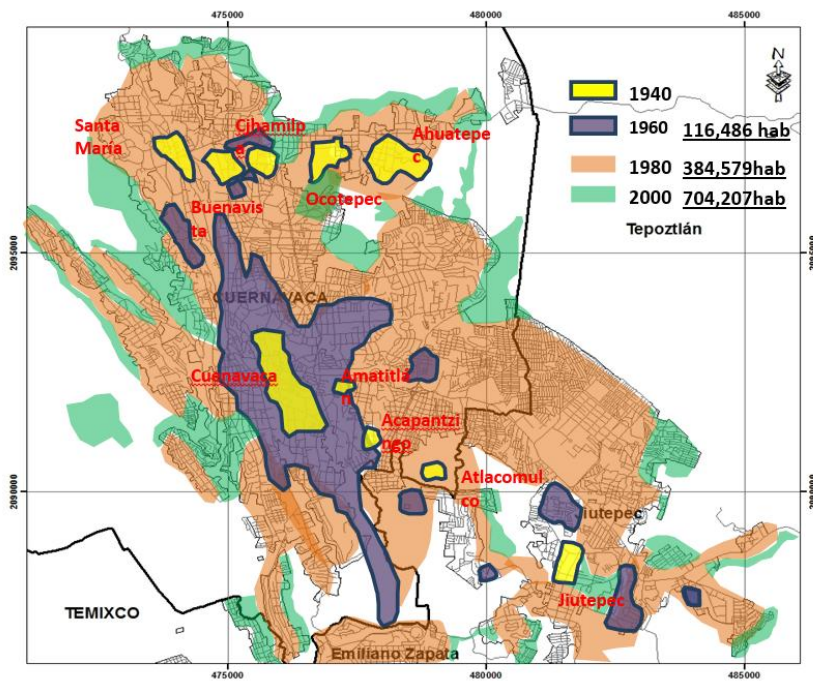 475000 480000 485000
N
1940
1960 116,486 hab
1980 384,579hab
2000 704,207hab
Tepoztlán
Santa
María
Cjhamilp
a
Ahuatepe
c
Buenavis
ta
Ocotepec
2095000 2095000
CUERNAVACA
Cuenavaca
Amatitlá
n
Acapantzi
ngo
Atlacomul
co
2090000 2090000
iutepec
Jiutepec
TEMIXCO
Emiliano Zapata
475000 480000 485000